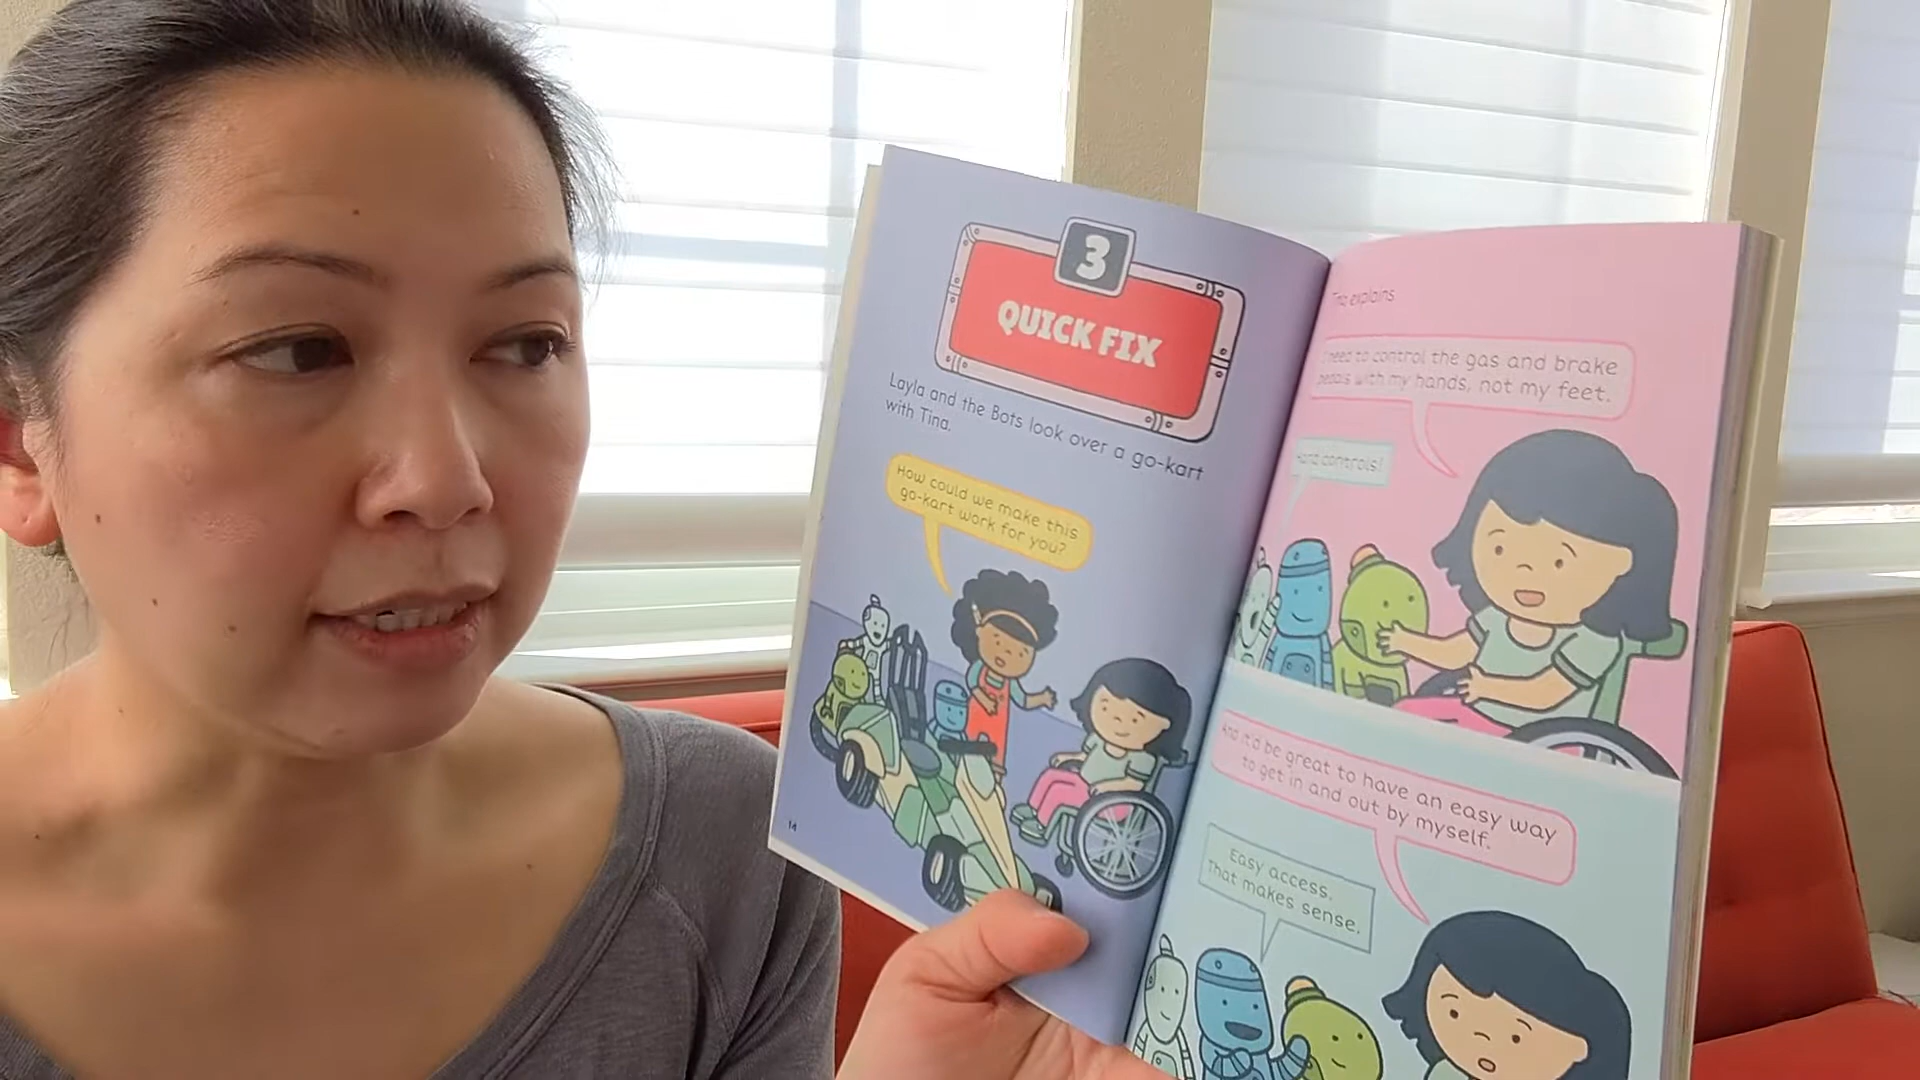 3
QUICK FIX
Layla and the Bots look over a go-kart
with Tina.
How could we make this
go-kart work for you?
14
Tina explains.
I need to control the gas and brake
pedals with my hands, not my feet.
Hand controls!
And it'd be great to have an easy way
to get in and out by myself.
Easy access.
That makes sense.